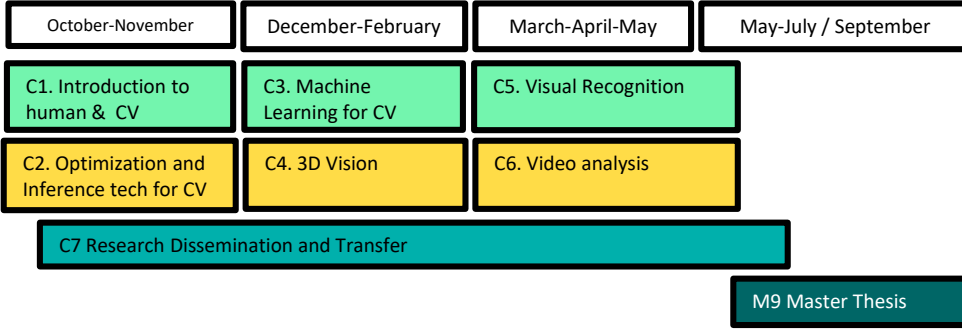 October-November
December-February
March-April-May
May-July / September
C1. Introduction to
human & CV
C3. Machine
Learning for CV
C5. Visual Recognition
C2. Optimization and
Inference tech for CV
C4. 3D Vision
C6. Video analysis
C7 Research Dissemination and Transfer
M9 Master Thesis